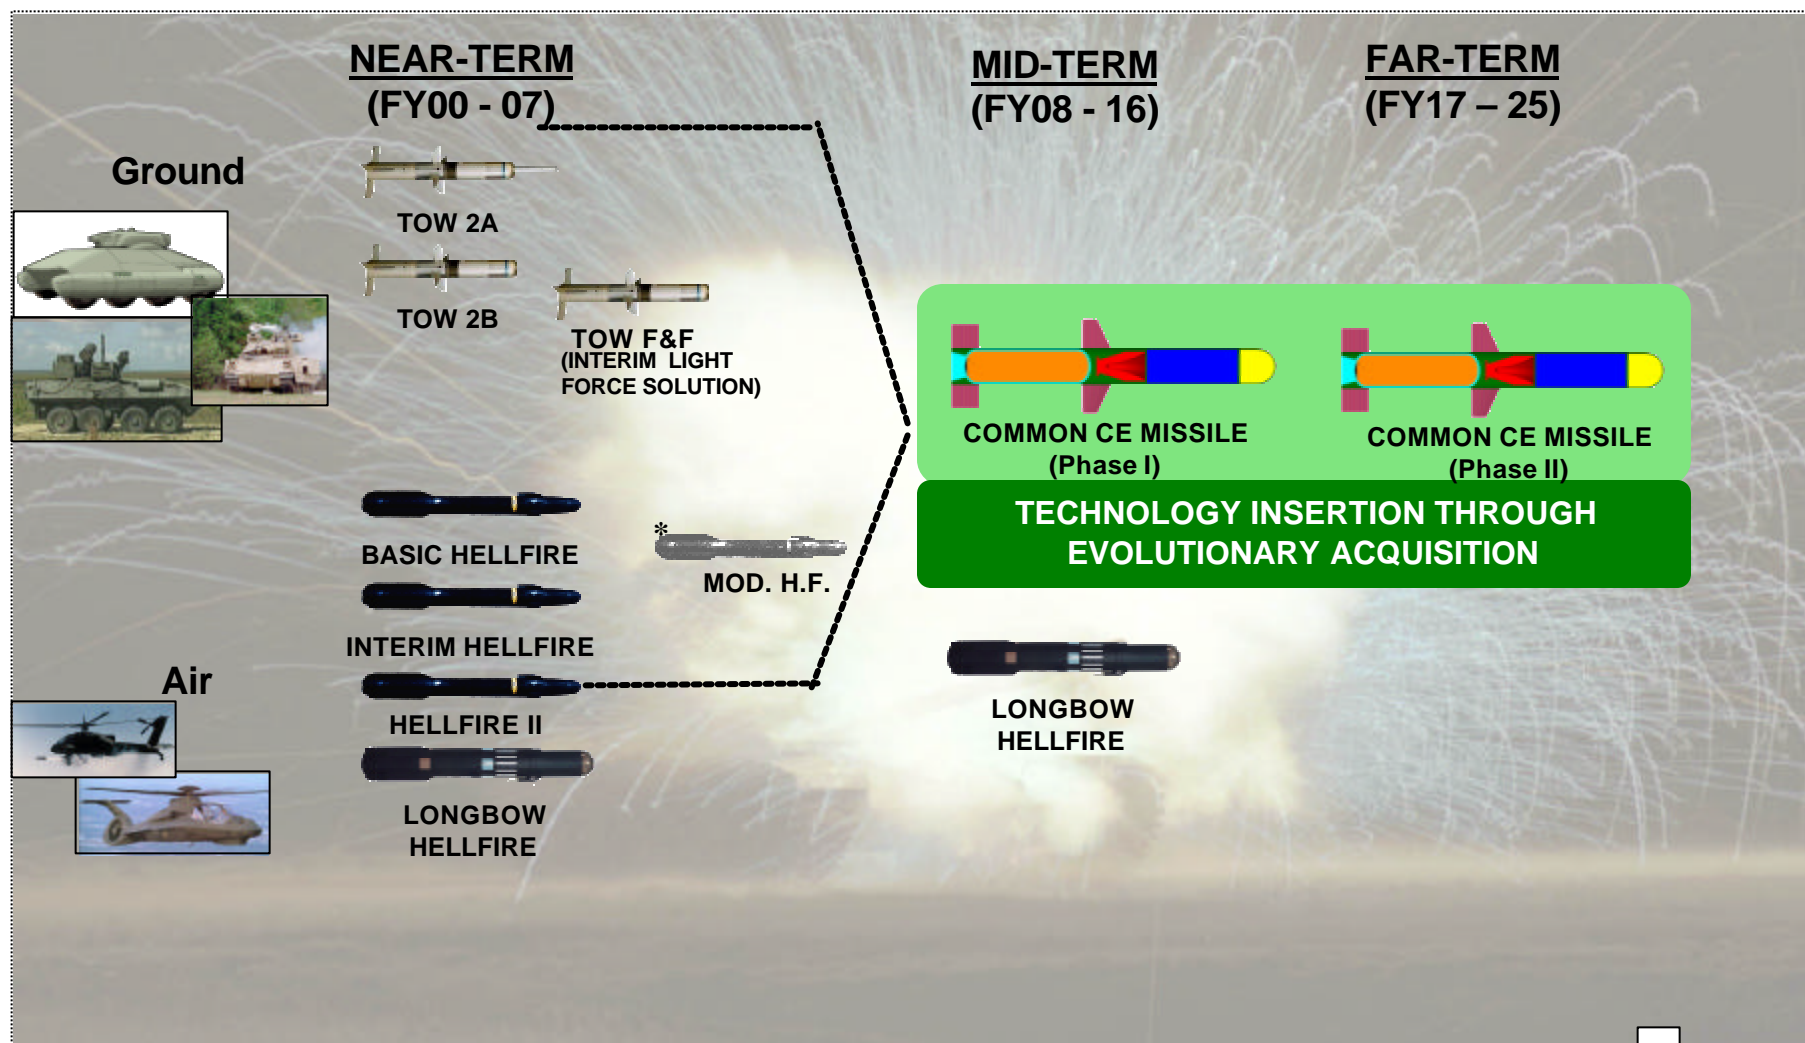 NEAR-TERM
(FY00 - 07)
MID-TERM
(FY08 - 16)
FAR-TERM
(FY17 – 25)
Ground
TOW 2A
TOW 2B
TOW F&F
(INTERIM LIGHT
FORCE SOLUTION)
COMMON CE MISSILE
(Phase I)
COMMON CE MISSILE
(Phase II)
TECHNOLOGY INSERTION THROUGH
EVOLUTIONARY ACQUISITION
BASIC HELLFIRE
*
MOD. H.F.
INTERIM HELLFIRE
Air
HELLFIRE II
LONGBOW
HELLFIRE
LONGBOW
HELLFIRE